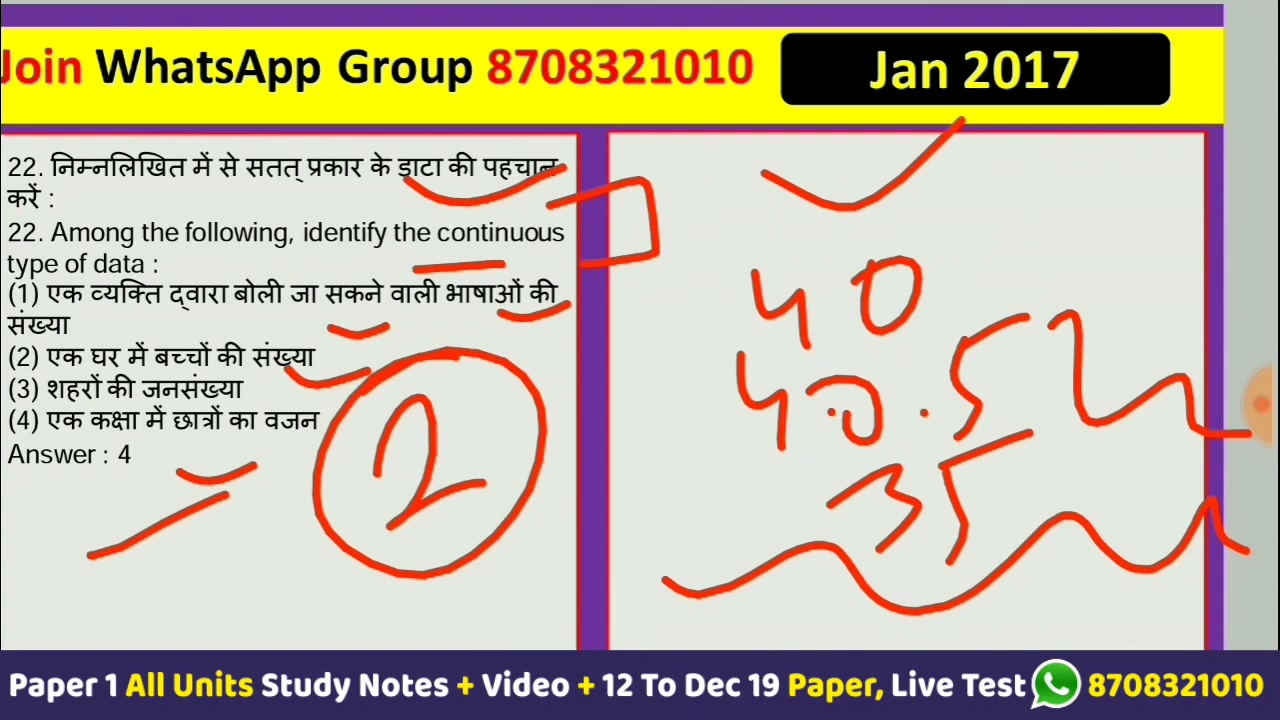 Join WhatsApp Group 8708321010
Jan 2017
22. निम्नलिखित में से सतत् प्रकार के डाटा की पहचान
करें :
22. Among the following, identify the continuous
type of data :
(1) एक व्यक्ति द्वारा बोली जा सकने वाली भाषाओं की
संख्या
(2) एक घर में बच्चों की संख्या
(3) शहरों की जनसंख्या
(4) एक कक्षा में छात्रों का वजन
Answer : 4
2
40
40.5
35
Paper 1 All Units Study Notes + Video + 12 To Dec 19 Paper, Live Test 8708321010